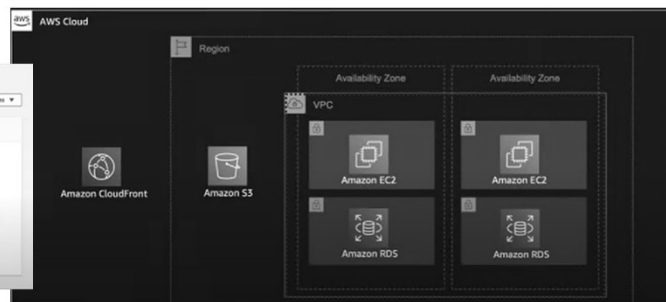 aws
AWS Cloud
Region
Availability Zone
Availability Zone
VPC
Amazon EC2
Amazon EC2
Amazon CloudFront
Amazon S3
Amazon RDS
Amazon RDS